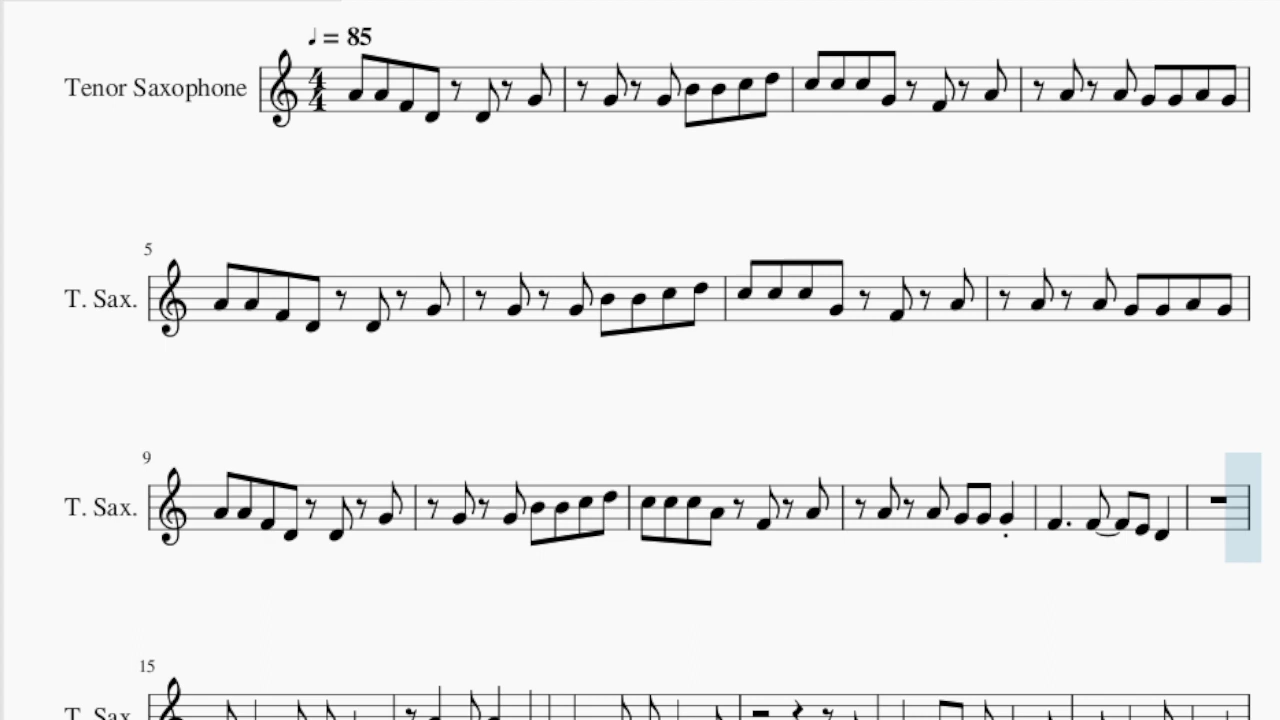 ♩ = 85
Tenor Saxophone
4
4
5
T. Sax.
9
T. Sax.
15
T. Sax.